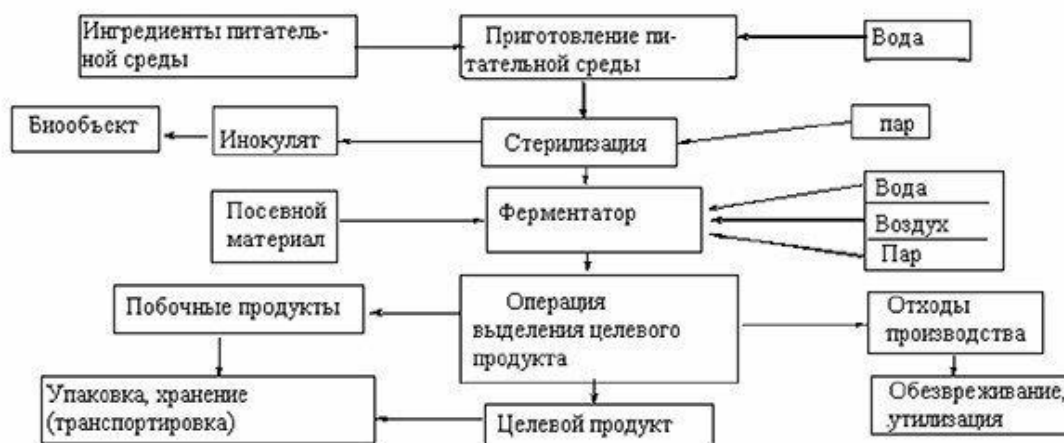 Ингредиенты питатель-
ной среды
Приготовление пи-
тательной среды
Вода
Биообъект
Инокулят
Стерилизация
пар
Посевной
материал
Ферментатор
Вода
Воздух
Пар
Побочные продукты
Операция
выделения целевого
продукта
Отходы
производства
Упаковка, хранение
(транспортировка)
Целевой продукт
Обезвреживание,
утилизация